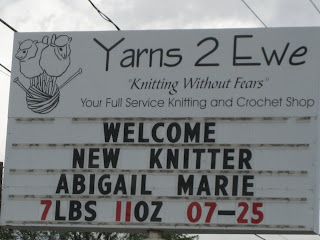 Yarns 2 Ewe
"Knitting Without Fears"
Your Full Service Knitting and Crochet Shop
WELCOME
NEW KNITTER
ABIGAIL MARIE
7LBS 11OZ 07-25